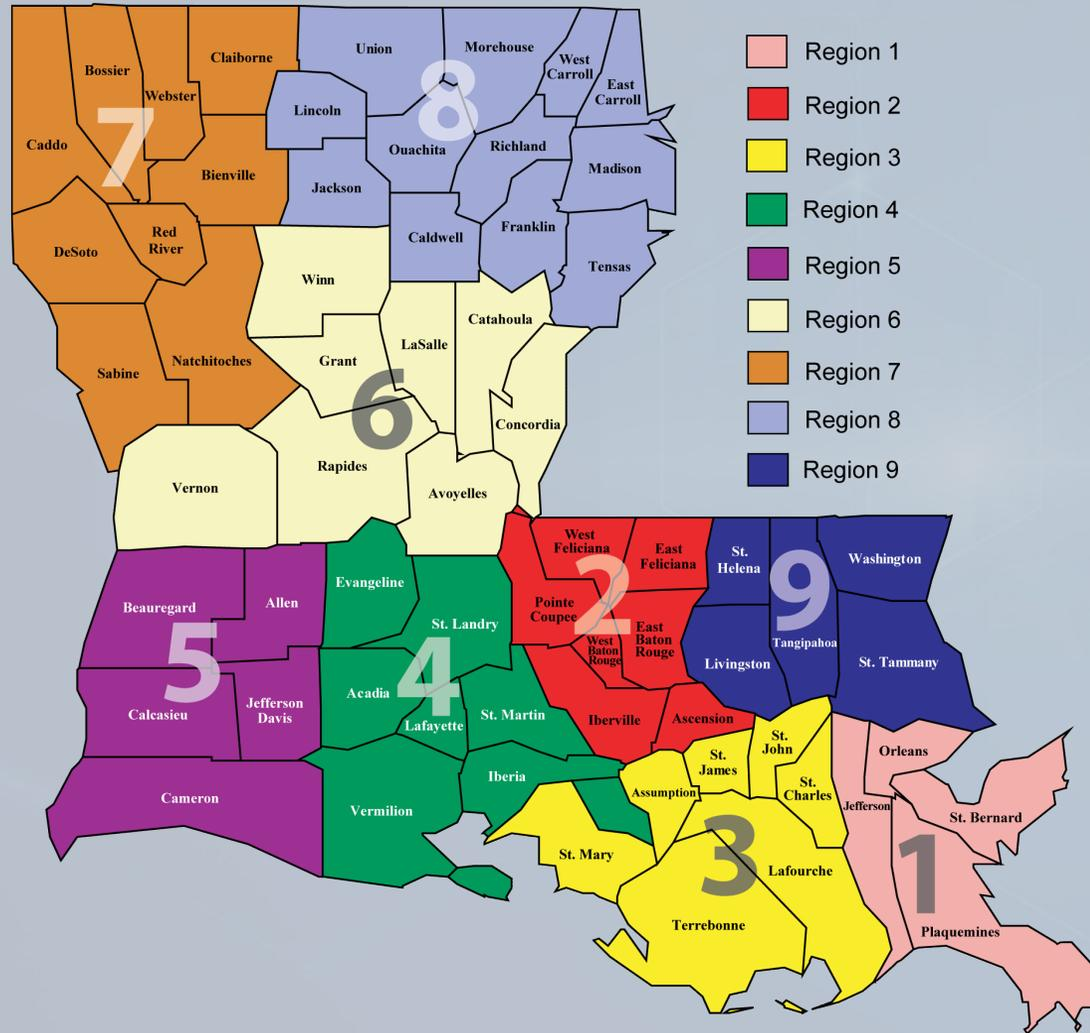 Union
Morehouse
Claiborne
West
Carroll
Bossier
Webster
East
Carroll
8
Lincoln
7
Caddo
Ouachita
Richland
Madison
Bienville
Jackson
Red
River
Franklin
Caldwell
DeSoto
Tensas
Winn
Catahoula
LaSalle
Grant
Natchitoches
Sabine
6
Concordia
Rapides
Vernon
Avoyelles
West
Feliciana
East
Feliciana
St.
Helena
9
Washington
Evangeline
2
Beauregard
Allen
Pointe
Coupee
St. Landry
East
Baton
Rouge
West
Baton
Rouge
Tangipahoa
5
4
Livingston
St. Tammany
Acadia
Jefferson
Davis
Calcasieu
St. Martin
Lafayette
Iberville
Ascension
St.
John
Orleans
St.
James
Iberia
St.
Charles
Assumption
Cameron
Jefferson
Vermilion
St. Bernard
St. Mary
3
1
Lafourche
Terrebonne
Plaquemines
Region 1
Region 2
Region 3
Region 4
Region 5
Region 6
Region 7
Region 8
Region 9